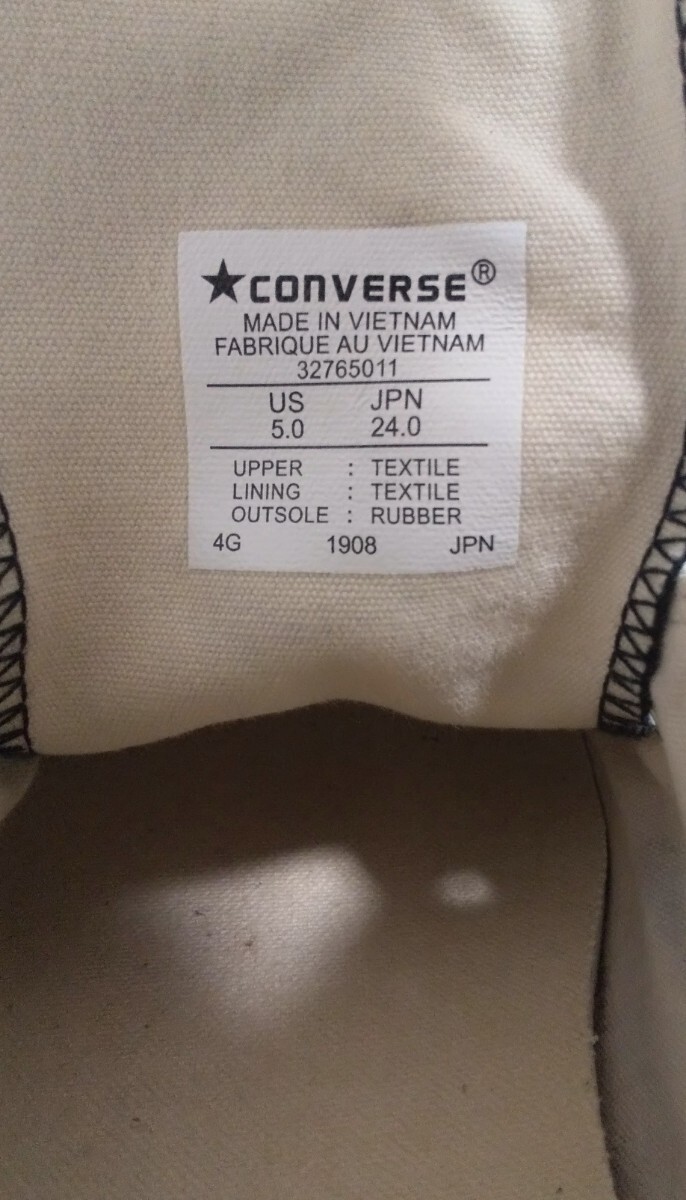 ★CONVERSE®
MADE IN VIETNAM
FABRIQUE AU VIETNAM
32765011
US JPN
5.0 24.0
UPPER : TEXTILE
LINING : TEXTILE
OUTSOLE : RUBBER
4G 1908 JPN